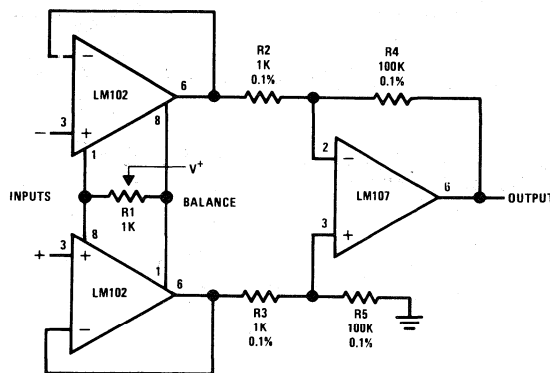 R2
1K
0.1%
R4
100K
0.1%
−
6
LM102
8
− 3 +
1
V+
2
−
LM107
6
OUTPUT
INPUTS
R1
1K
BALANCE
3
+
8
+ 3 +
1
6
LM102
−
R3
1K
0.1%
R5
100K
0.1%